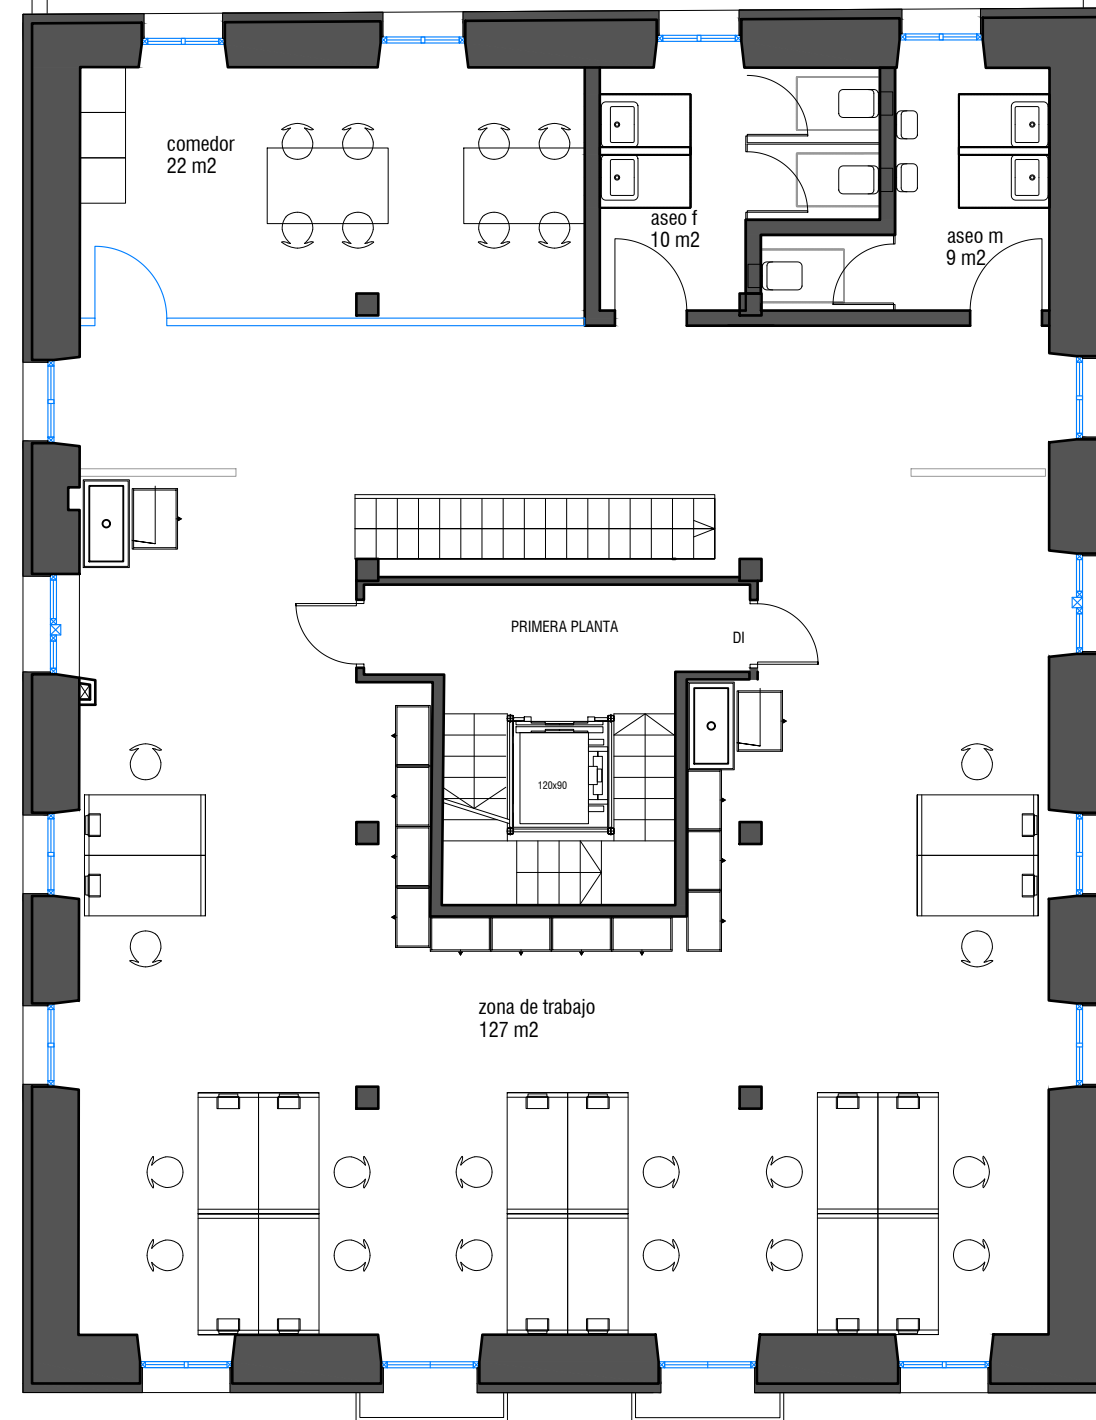 comedor
22 m2
aseo f
10 m2
aseo m
9 m2
PRIMERA PLANTA
DI
120x90
zona de trabajo
127 m2